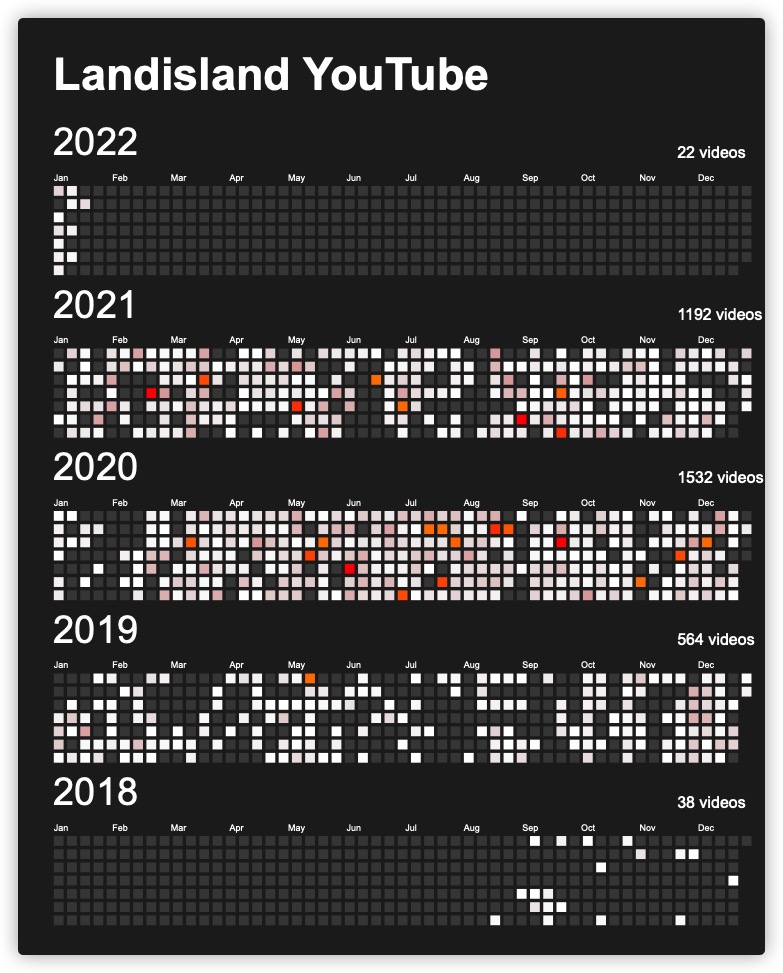 Landisland YouTube
2022
22 videos
Jan Feb Mar Apr May Jun Jul Aug Sep Oct Nov Dec
2021
1192 videos
Jan Feb Mar Apr May Jun Jul Aug Sep Oct Nov Dec
2020
1532 videos
Jan Feb Mar Apr May Jun Jul Aug Sep Oct Nov Dec
2019
564 videos
Jan Feb Mar Apr May Jun Jul Aug Sep Oct Nov Dec
2018
38 videos
Jan Feb Mar Apr May Jun Jul Aug Sep Oct Nov Dec